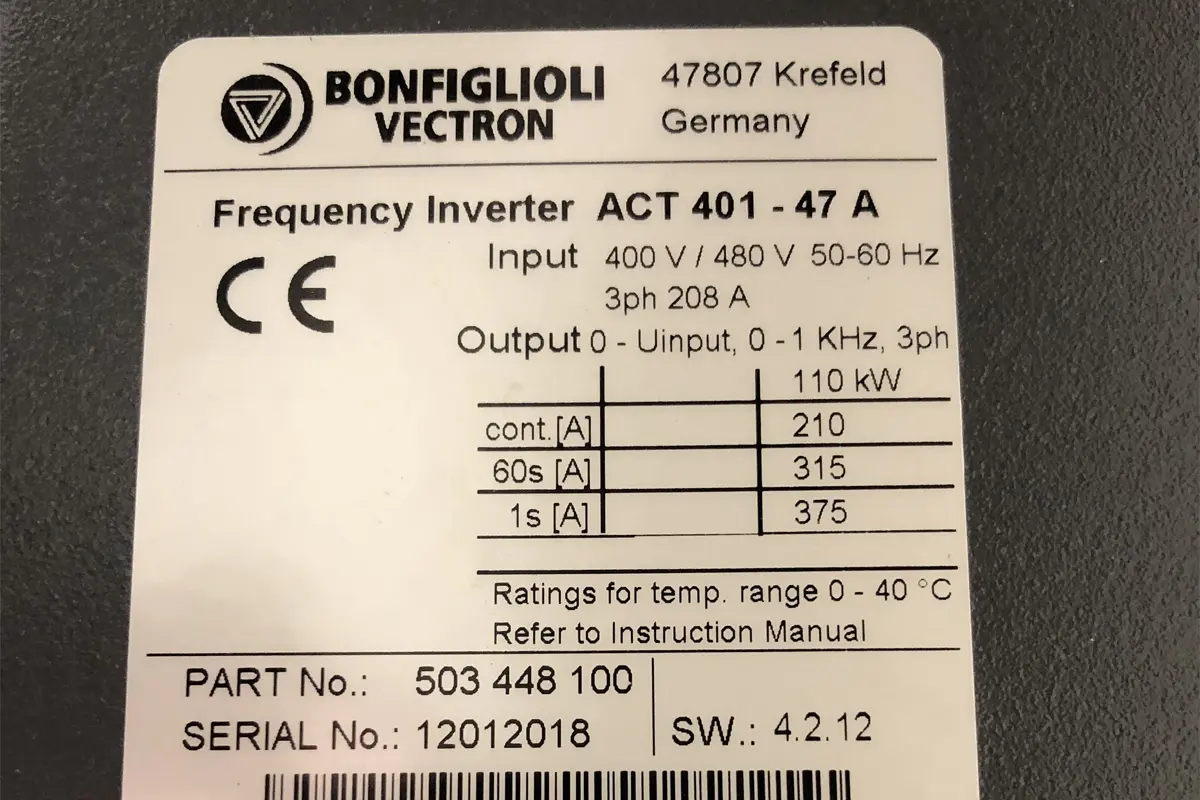 BONFIGLIOLI
VECTRON
47807 Krefeld
Germany
Frequency Inverter ACT 401 - 47 A
CE
Input 400 V / 480 V 50-60 Hz
3ph 208 A
Output 0 - Uinput, 0 - 1 KHz, 3ph
110 kW
cont.[A] 210
60s [A] 315
1s [A] 375
Ratings for temp. range 0 - 40 °C
Refer to Instruction Manual
PART No.: 503 448 100
SERIAL No.: 12012018 SW.: 4.2.12